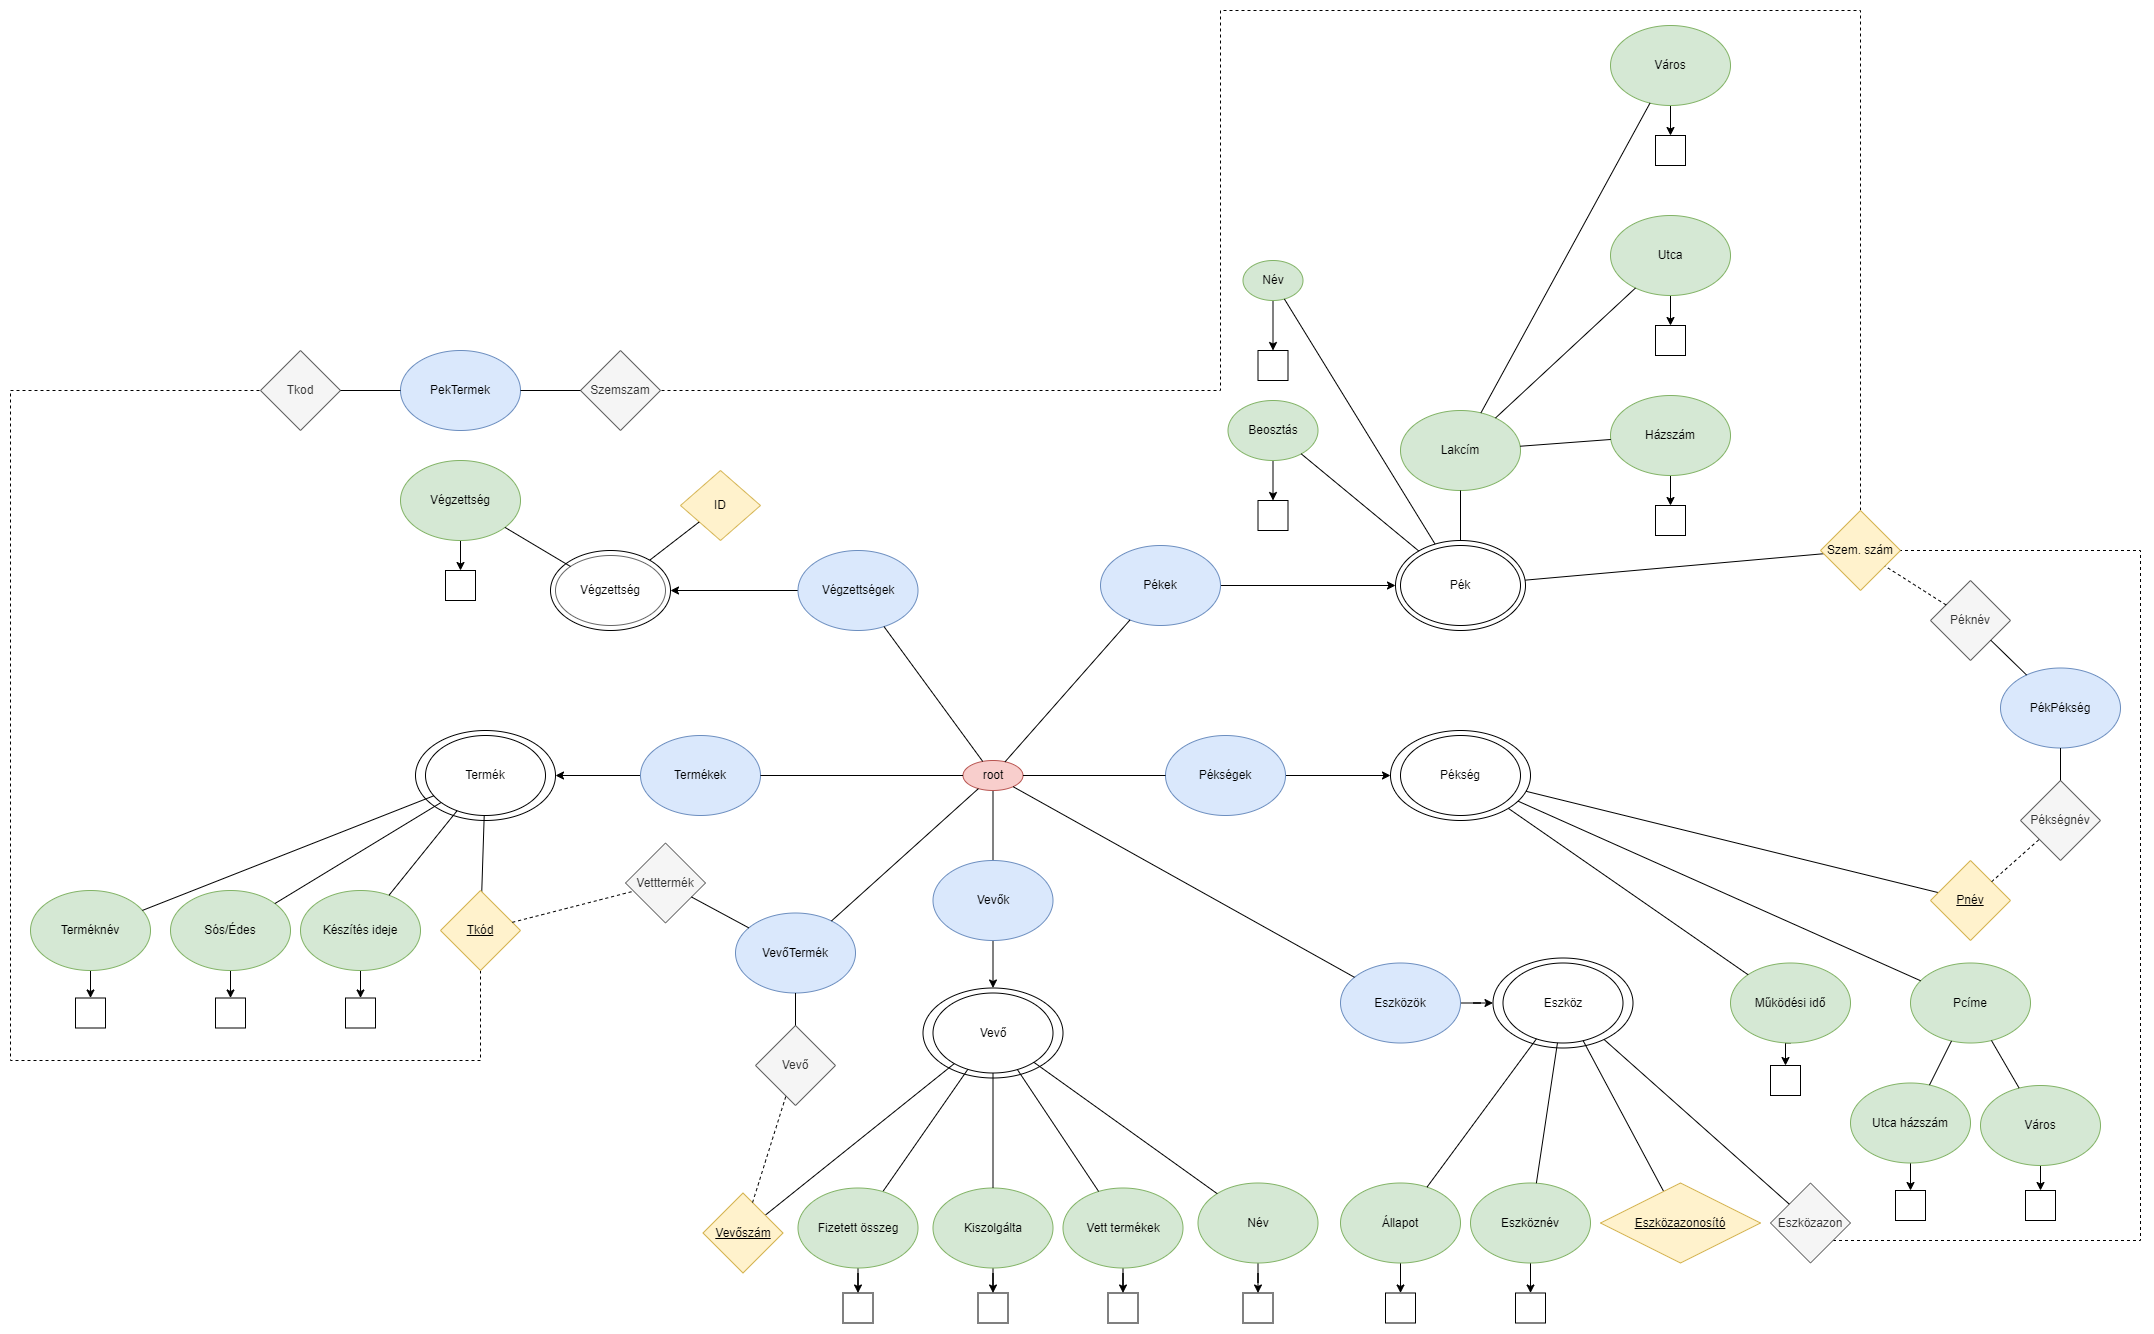 Város
Utca
Név
Tkod
PekTermek
Szemszam
Beosztás
Lakcím
Házszám
Végzettség
ID
Szem. szám
Végzettség
Végzettségek
Pékek
Pék
Péknév
PékPékség
Termék
Termékek
root
Pékségek
Pékség
Pékségnév
Vetttermék
Vevők
Pnév
Terméknév
Sós/Édes
Készítés ideje
Tkód
VevőTermék
Eszközök
Eszköz
Működési idő
Pcíme
Vevő
Vevő
Utca házszám
Város
Vevőszám
Fizetett összeg
Kiszolgálta
Vett termékek
Név
Állapot
Eszköznév
Eszközazonosító
Eszközazon